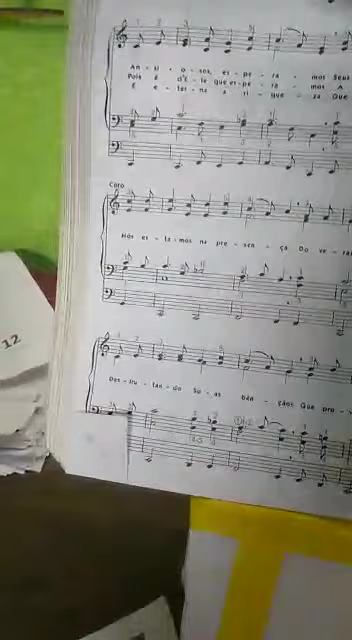 An - si - o - sos, es - pe - ra - mos Seus
Pois é d'E - le que es - pe - ra - mos A
E e - ter - na a ri - que - za Que
Coro
Nós es - ta - mos na pre - sen - ça Do ve - ra
Des - fru - tan - do Su - as bên - çãos Que pro -
12